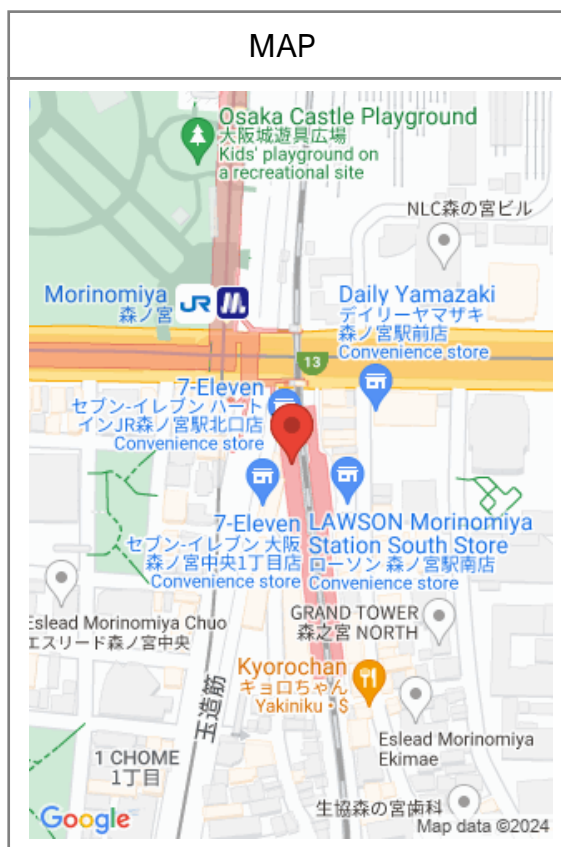 MAP
Osaka Castle Playground
大阪城遊具広場
Kids' playground on
a recreational site
NLC森の宮ビル
Morinomiya
森ノ宮
JR
Daily Yamazaki
デイリーヤマザキ
森ノ宮駅前店
Convenience store
13
7-Eleven
セブン-イレブン ハート
インJR森ノ宮駅北口店
Convenience store
7-Eleven
セブン-イレブン 大阪
森ノ宮中央1丁目店
Convenience store
LAWSON Morinomiya
Station South Store
ローソン 森ノ宮駅南店
Convenience store
Eslead Morinomiya Chuo
エスリード森ノ宮中央
GRAND TOWER
森之宮 NORTH
Kyorochan
キョロちゃん
Yakiniku • $
玉造筋
Eslead Morinomiya
Ekimae
1 CHOME
1丁目
生協森の宮歯科
Google
Map data ©2024